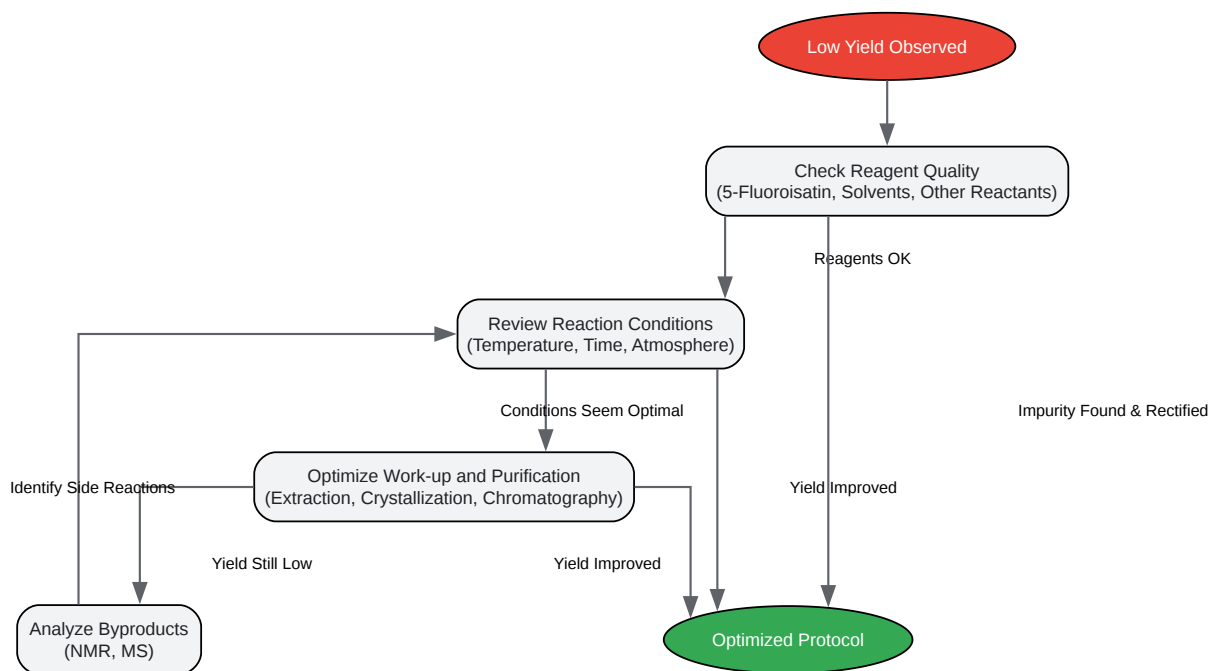 Low Yield Observed
Check Reagent Quality
(5-Fluoroisatin, Solvents, Other Reactants)
Reagents OK
Review Reaction Conditions
(Temperature, Time, Atmosphere)
Conditions Seem Optimal
Impurity Found & Rectified
Optimize Work-up and Purification
(Extraction, Crystallization, Chromatography)
Identify Side Reactions
Yield Improved
Yield Still Low
Yield Improved
Analyze Byproducts
(NMR, MS)
Optimized Protocol